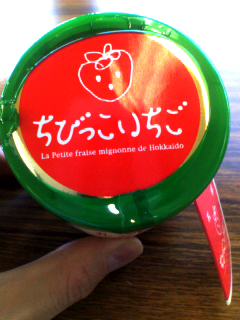 ちびっこいちご
La Petite fraise mignonne de Hokkaido